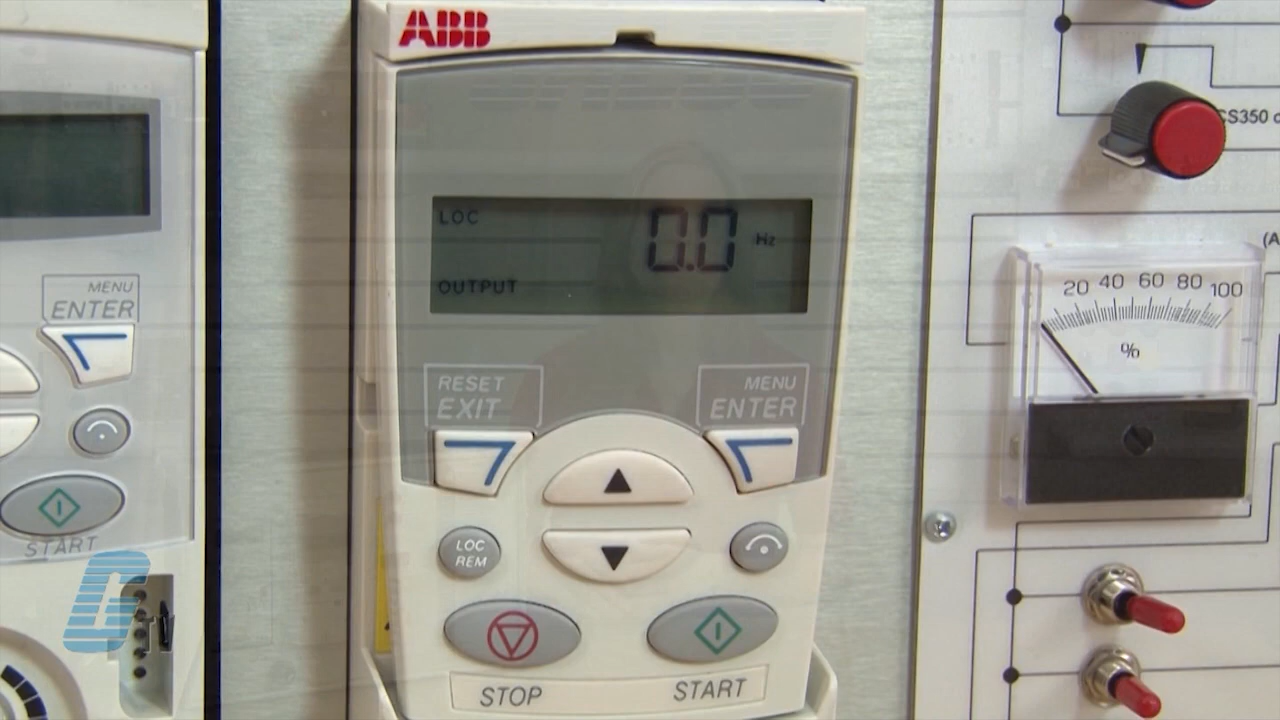 ABB
LOC
0.0 Hz
OUTPUT
RESET
EXIT
MENU
ENTER
LOC
REM
STOP
START
MENU
ENTER
START
G
CS350
20 40 60 80 100
%
(A